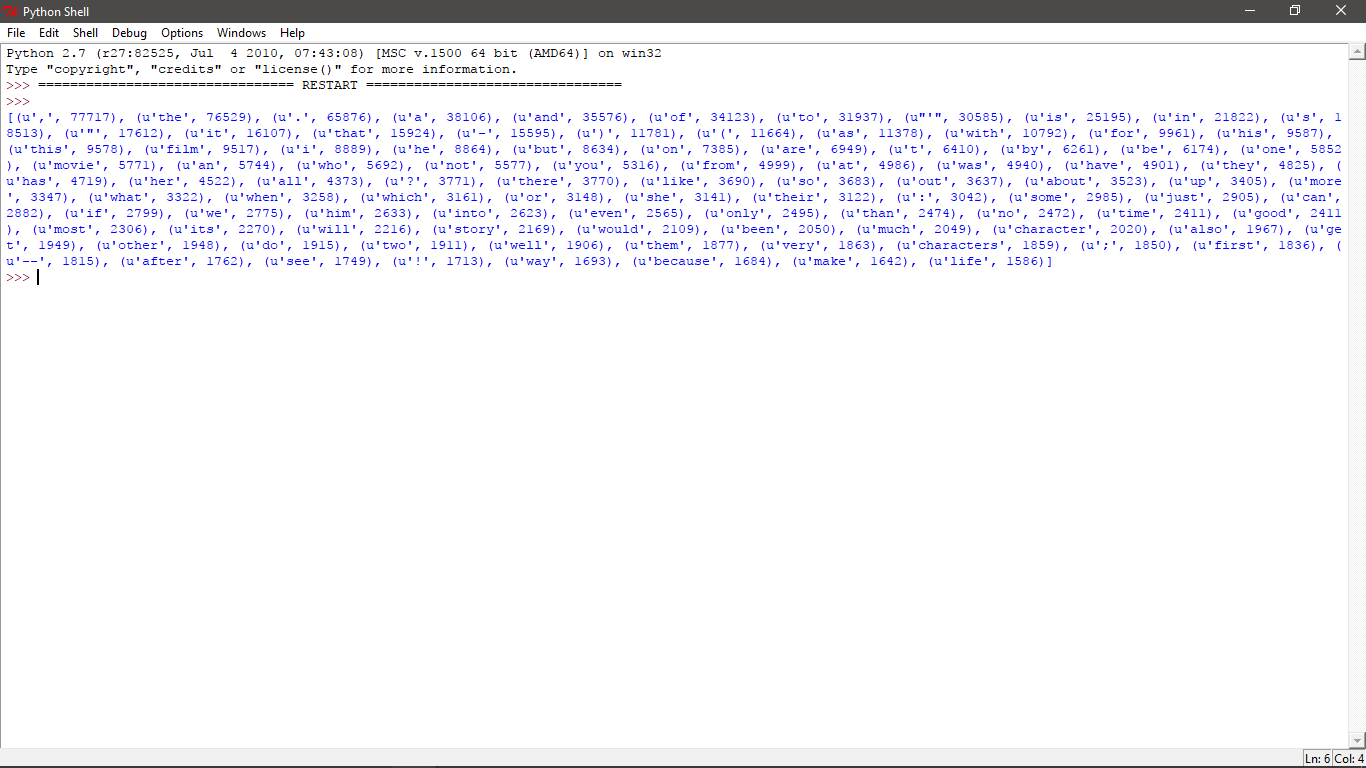 Python Shell
File Edit Shell Debug Options Windows Help
Python 2.7 (r27:82525, Jul  4 2010, 07:43:08) [MSC v.1500 64 bit (AMD64)] on win32
Type "copyright", "credits" or "license()" for more information.
>>> ================================ RESTART ================================
>>>
[(u',', 77717), (u'the', 76529), (u'.', 65876), (u'a', 38106), (u'and', 35576), (u'of', 34123), (u'to', 31937), (u"'", 30585), (u'is', 25195), (u'in', 21822), (u's', 1
8513), (u'"', 17612), (u'it', 16107), (u'that', 15924), (u'-', 15595), (u')', 11781), (u'(', 11664), (u'as', 11378), (u'with', 10792), (u'for', 9961), (u'his', 9587),
(u'this', 9578), (u'film', 9517), (u'i', 8889), (u'he', 8864), (u'but', 8634), (u'on', 7385), (u'are', 6949), (u't', 6410), (u'by', 6261), (u'be', 6174), (u'one', 5852
), (u'movie', 5771), (u'an', 5744), (u'who', 5692), (u'not', 5577), (u'you', 5316), (u'from', 4999), (u'at', 4986), (u'was', 4940), (u'have', 4901), (u'they', 4825), (
u'has', 4719), (u'her', 4522), (u'all', 4373), (u'?', 3771), (u'there', 3770), (u'like', 3690), (u'so', 3683), (u'out', 3637), (u'about', 3523), (u'up', 3405), (u'more
', 3347), (u'what', 3322), (u'when', 3258), (u'which', 3161), (u'or', 3148), (u'she', 3141), (u'their', 3122), (u':', 3042), (u'some', 2985), (u'just', 2905), (u'can',
2882), (u'if', 2799), (u'we', 2775), (u'him', 2633), (u'into', 2623), (u'even', 2565), (u'only', 2495), (u'than', 2474), (u'no', 2472), (u'time', 2411), (u'good', 2411
), (u'most', 2306), (u'its', 2270), (u'will', 2216), (u'story', 2169), (u'would', 2109), (u'been', 2050), (u'much', 2049), (u'character', 2020), (u'also', 1967), (u'ge
t', 1949), (u'other', 1948), (u'do', 1915), (u'two', 1911), (u'well', 1906), (u'them', 1877), (u'very', 1863), (u'characters', 1859), (u';', 1850), (u'first', 1836), (
u'--', 1815), (u'after', 1762), (u'see', 1749), (u'!', 1713), (u'way', 1693), (u'because', 1684), (u'make', 1642), (u'life', 1586)]
>>>
Ln: 6 Col: 4